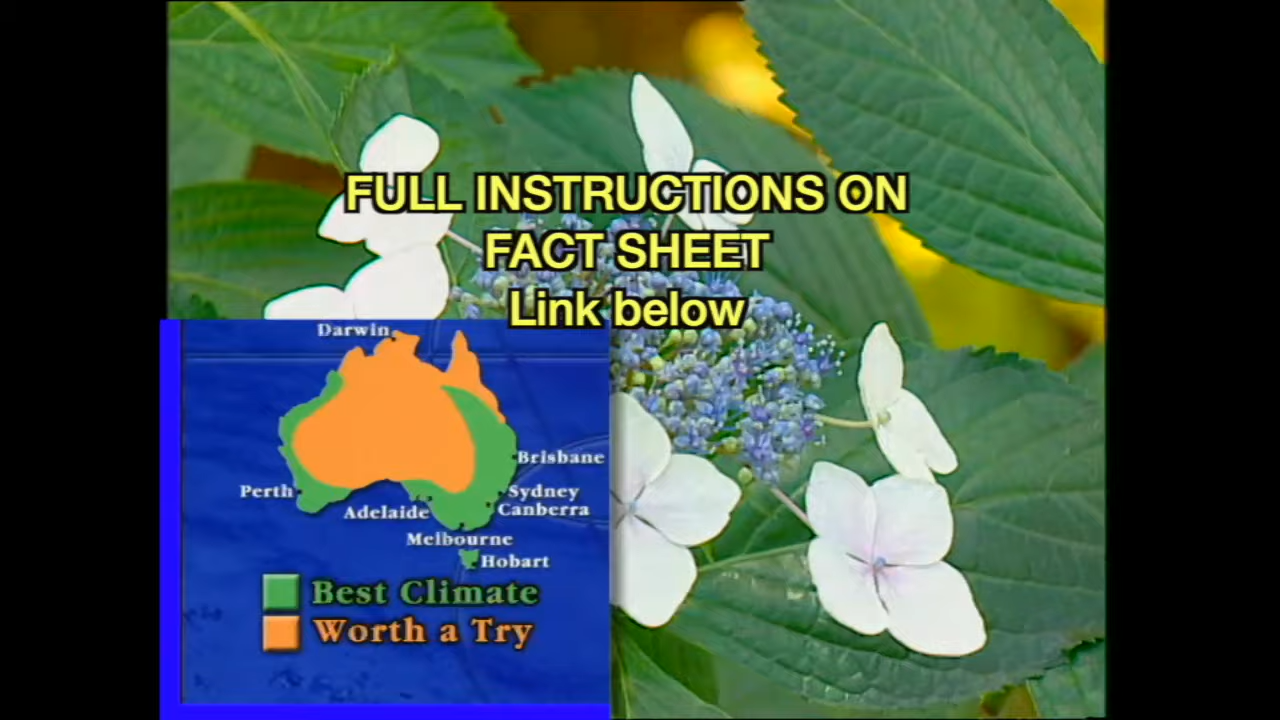 FULL INSTRUCTIONS ON
FACT SHEET
Link below
Darwin
Brisbane
Perth
Sydney
Adelaide
Canberra
Melbourne
Hobart
Best Climate
Worth a Try